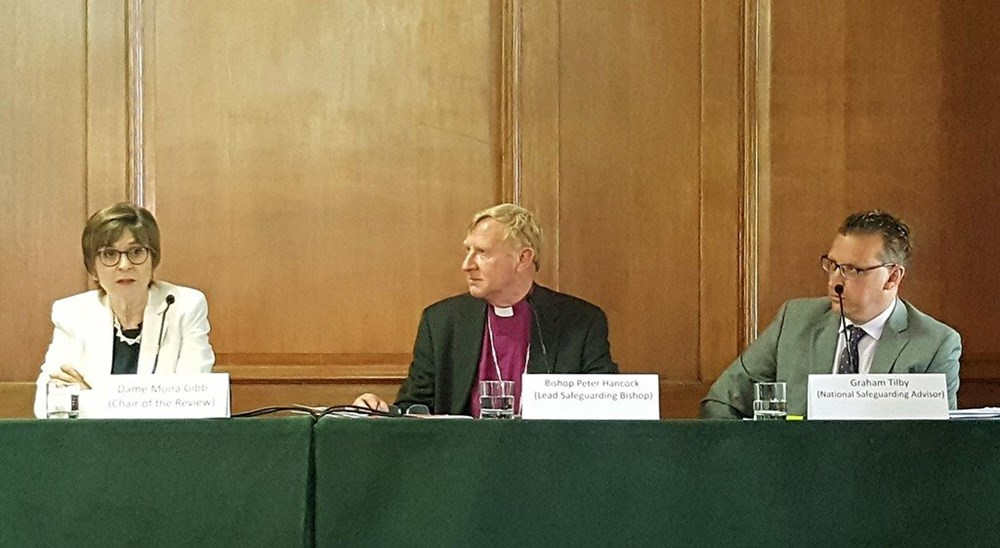 Dame Moira Gibb
(Chair of the Review)
Bishop Peter Hancock
(Lead Safeguarding Bishop)
Graham Tilby
(National Safeguarding Advisor)